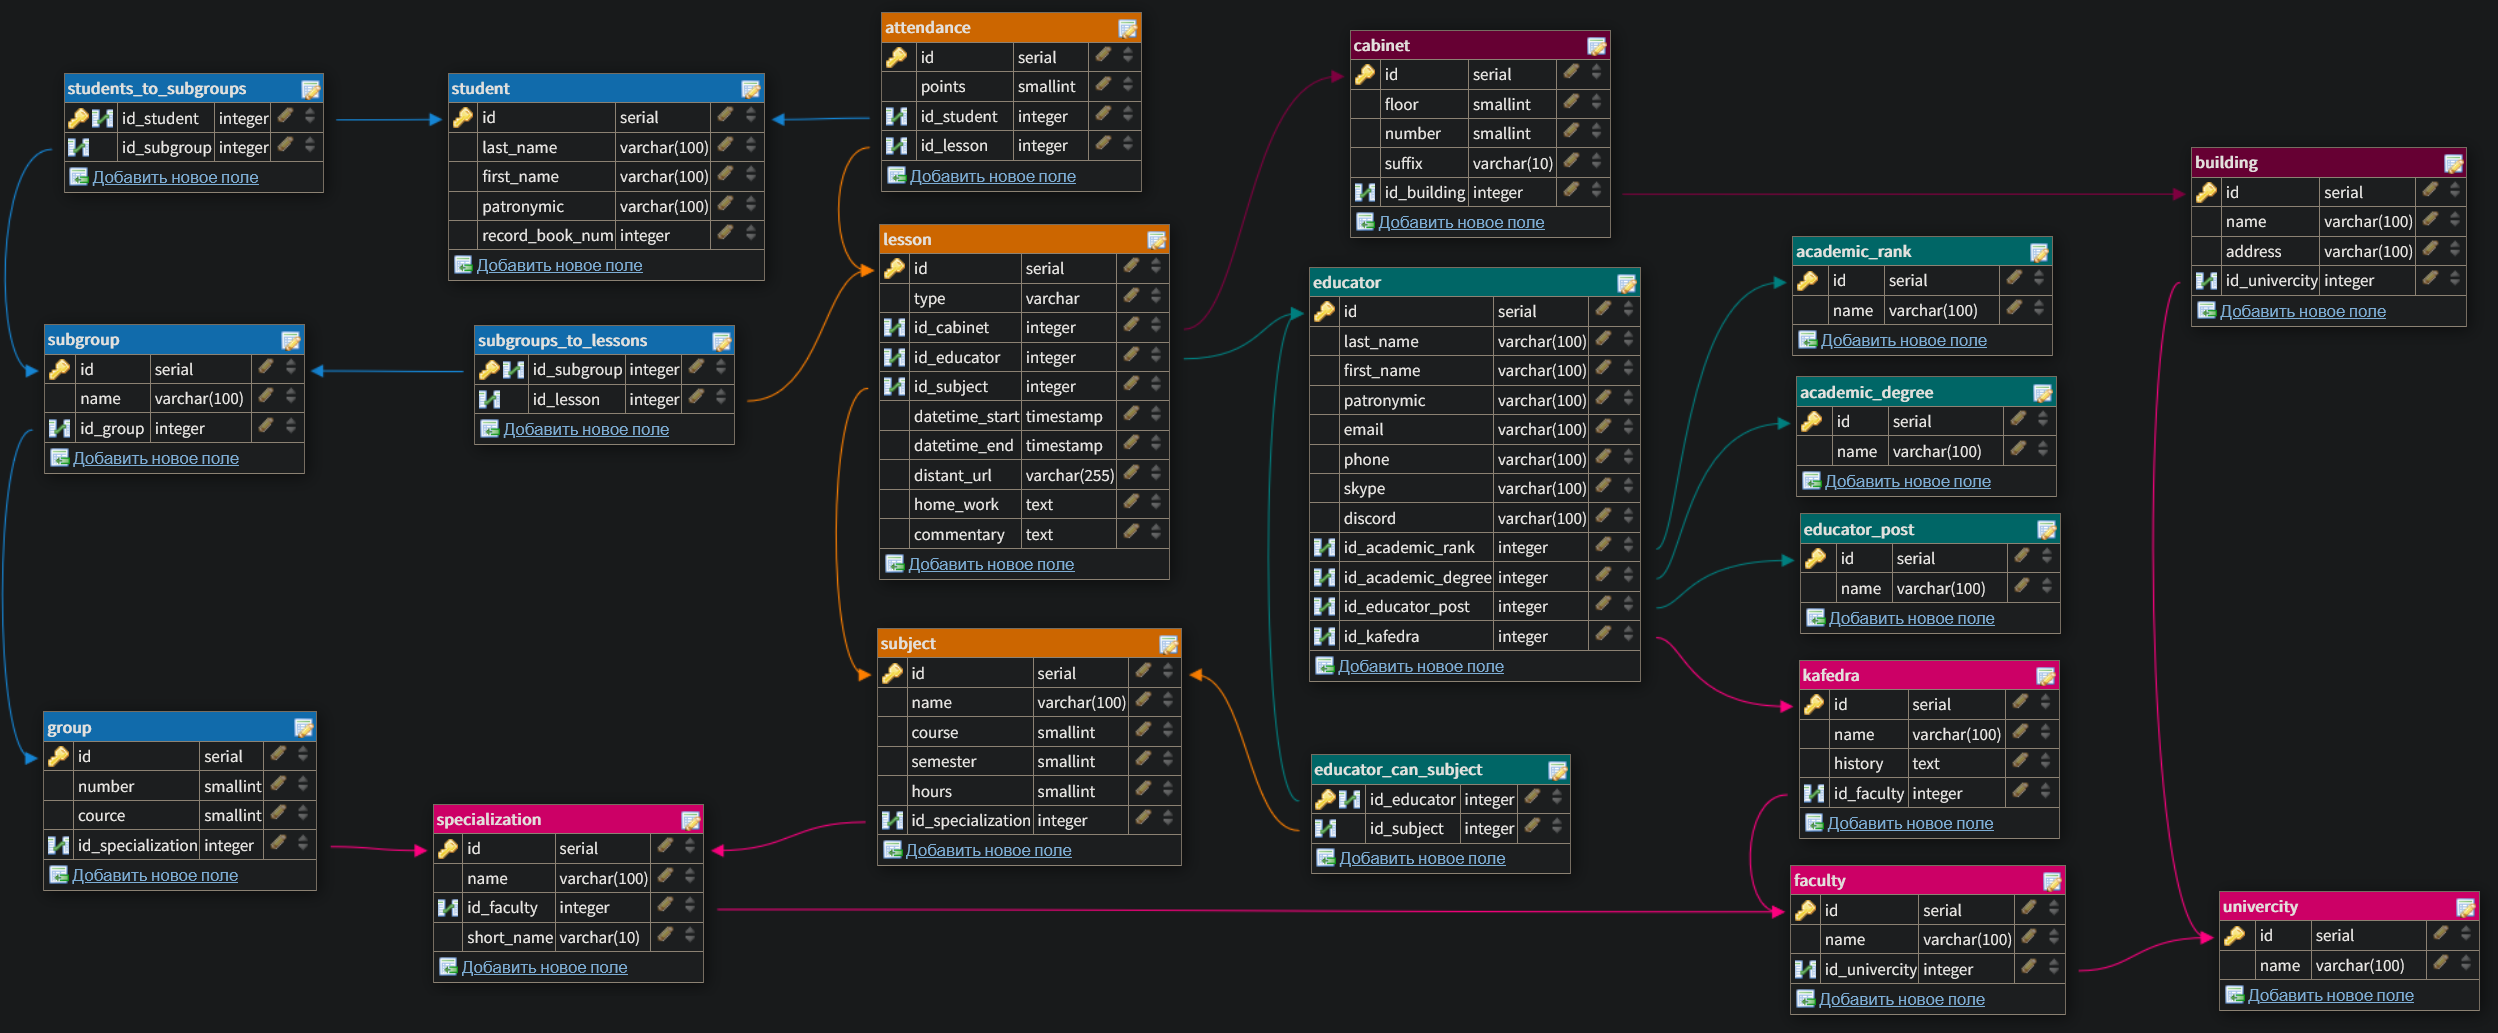 students_to_subgroups
id_student integer
id_subgroup integer
Добавить новое поле
student
id serial
last_name varchar(100)
first_name varchar(100)
patronymic varchar(100)
record_book_num integer
Добавить новое поле
attendance
id serial
points smallint
id_student integer
id_lesson integer
Добавить новое поле
cabinet
id serial
floor smallint
number smallint
suffix varchar(10)
id_building integer
Добавить новое поле
building
id serial
name varchar(100)
address varchar(100)
id_univercity integer
Добавить новое поле
subgroup
id serial
name varchar(100)
id_group integer
Добавить новое поле
subgroups_to_lessons
id_subgroup integer
id_lesson integer
Добавить новое поле
lesson
id serial
type varchar
id_cabinet integer
id_educator integer
id_subject integer
datetime_start timestamp
datetime_end timestamp
distant_url varchar(255)
home_work text
commentary text
Добавить новое поле
educator
id serial
last_name varchar(100)
first_name varchar(100)
patronymic varchar(100)
email varchar(100)
phone varchar(100)
skype varchar(100)
discord varchar(100)
id_academic_rank integer
id_academic_degree integer
id_educator_post integer
id_kafedra integer
Добавить новое поле
academic_rank
id serial
name varchar(100)
Добавить новое поле
academic_degree
id serial
name varchar(100)
Добавить новое поле
educator_post
id serial
name varchar(100)
Добавить новое поле
group
id serial
number smallint
cource smallint
id_specialization integer
Добавить новое поле
specialization
id serial
name varchar(100)
id_faculty integer
short_name varchar(10)
Добавить новое поле
subject
id serial
name varchar(100)
course smallint
semester smallint
hours smallint
id_specialization integer
Добавить новое поле
educator_can_subject
id_educator integer
id_subject integer
Добавить новое поле
kafedra
id serial
name varchar(100)
history text
id_faculty integer
Добавить новое поле
faculty
id serial
name varchar(100)
id_univercity integer
Добавить новое поле
univercity
id serial
name varchar(100)
Добавить новое поле